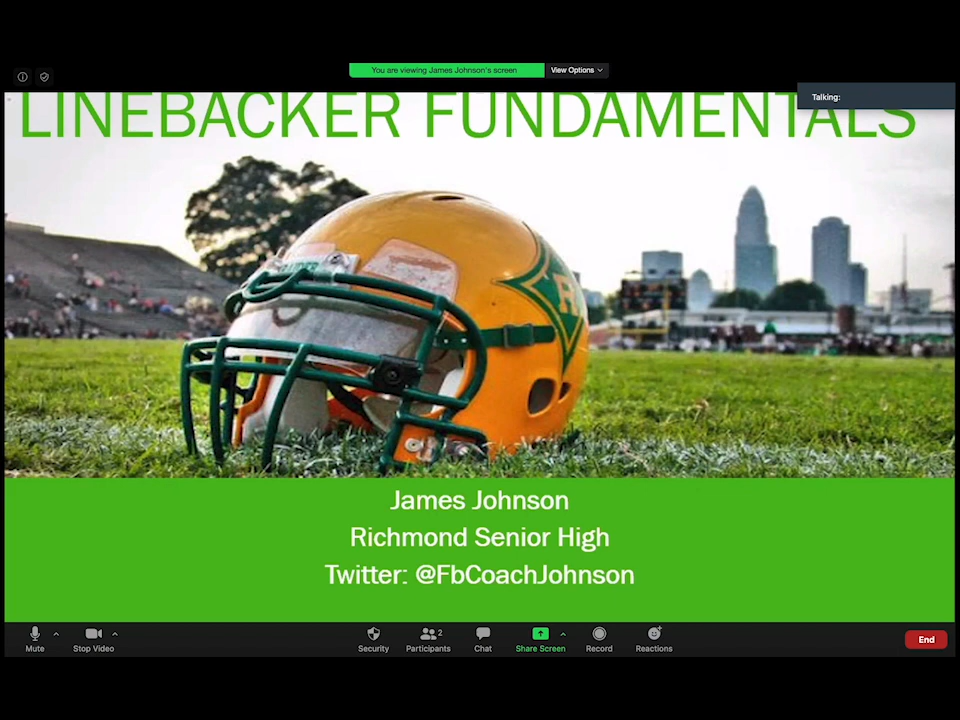 You are viewing James Johnson's screen
View Options
Talking:
LINEBACKER FUNDAMENTALS
R
James Johnson
Richmond Senior High
Twitter: @FbCoachJohnson
Mute
Stop Video
Security
Participants
2
Chat
Share Screen
Record
Reactions
End